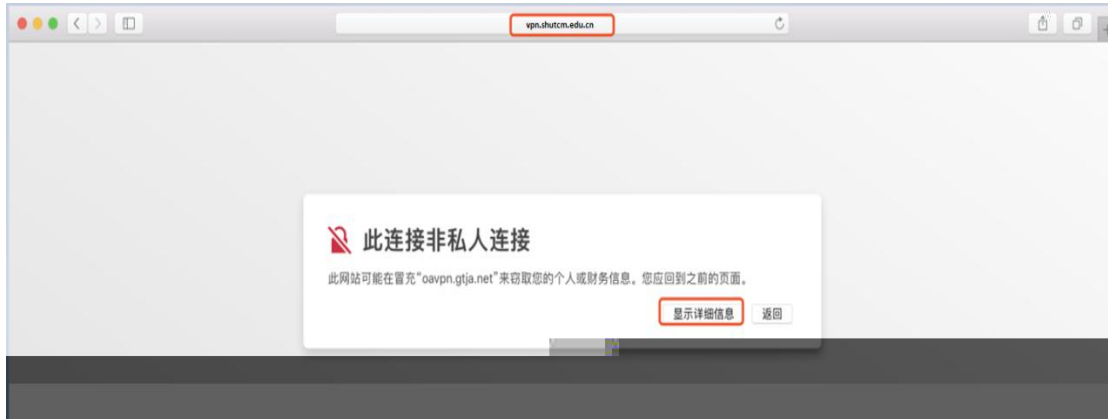 vpn.shutcm.edu.cn
此连接非私人连接
此网站可能在冒充“oavpn.gtja.net”来窃取您的个人或财务信息。您应回到之前的页面。
显示详细信息 返回